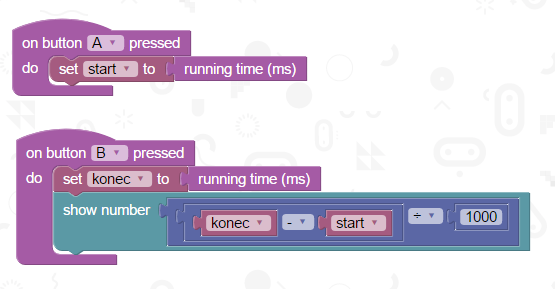 on button A ▾ pressed
do set start ▾ to running time (ms)
on button B ▾ pressed
do set konec ▾ to running time (ms)
show number konec ▾ - ▾ start ▾ ÷ ▾ 1000